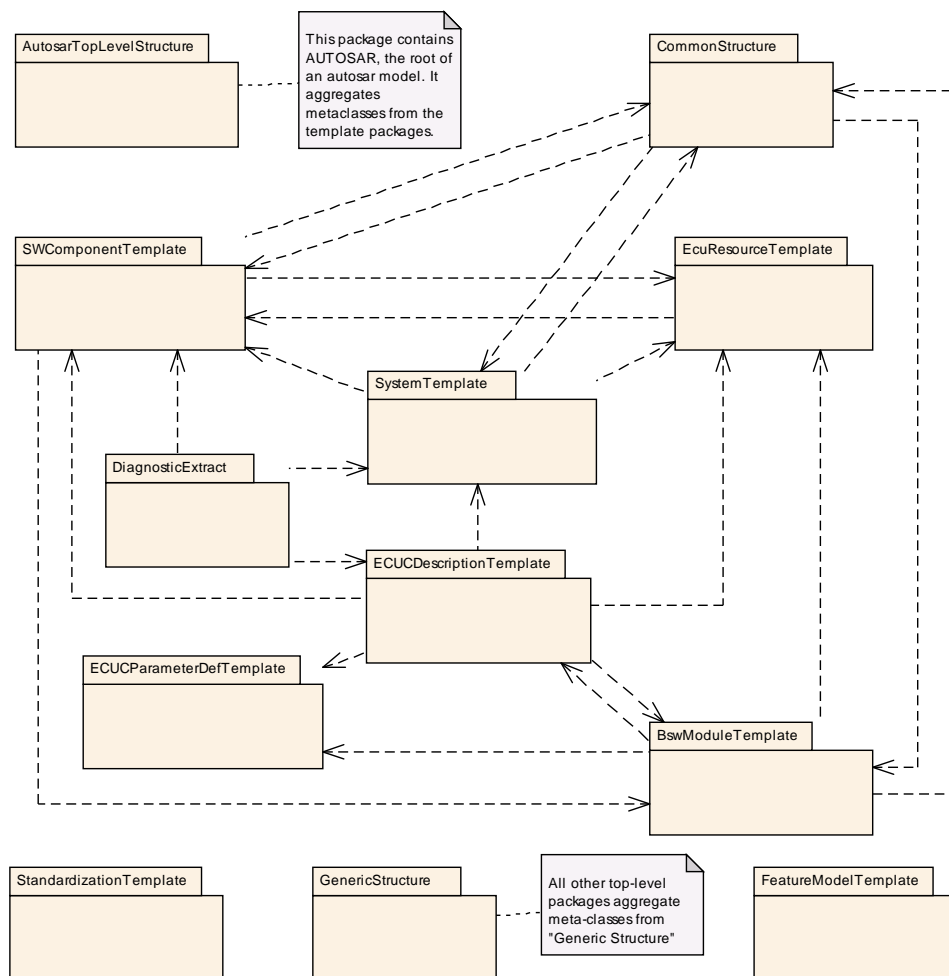 AutosarTopLevelStructure
This package contains
AUTOSAR, the root of
an autosar model. It
aggregates
metaclasses from the
template packages.
CommonStructure
SWComponentTemplate
EcuResourceTemplate
SystemTemplate
DiagnosticExtract
ECUCDescriptionTemplate
ECUCParameterDefTemplate
BswModuleTemplate
StandardizationTemplate
GenericStructure
All other top-level
packages aggregate
meta-classes from
"Generic Structure"
FeatureModelTemplate